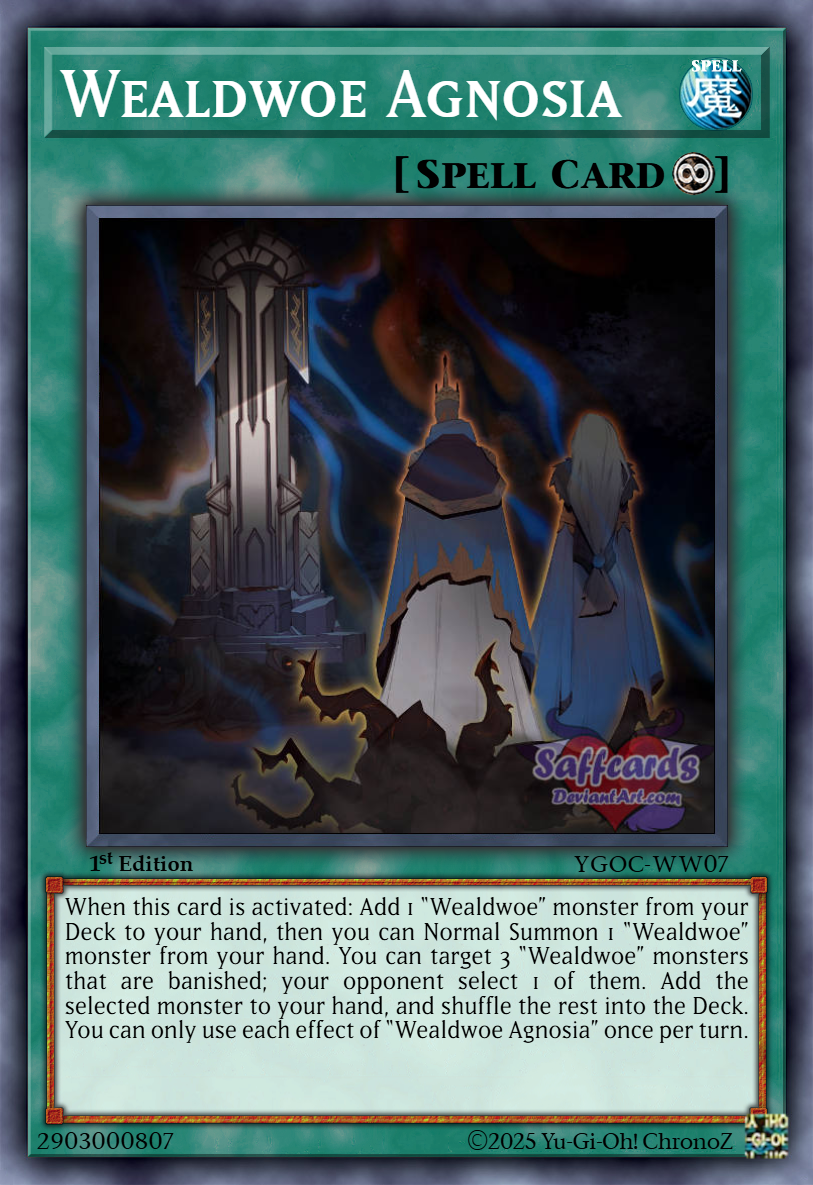 Wealdwoe Agnosia
SPELL
魔
[Spell Card ∞]
Saffcards
DeviantArt.com
1st Edition
YGOC-WW07
When this card is activated: Add 1 "Wealdwoe" monster from your
Deck to your hand, then you can Normal Summon 1 "Wealdwoe"
monster from your hand. You can target 3 "Wealdwoe" monsters
that are banished; your opponent select 1 of them. Add the
selected monster to your hand, and shuffle the rest into the Deck.
You can only use each effect of "Wealdwoe Agnosia" once per turn.
2903000807
©2025 Yu-Gi-Oh! ChronoZ